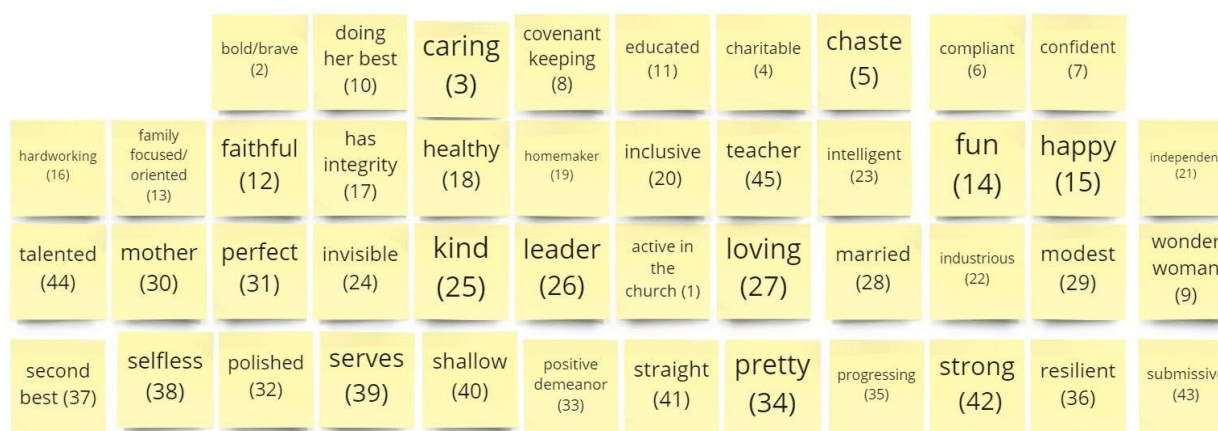 bold/brave
(2)
doing
her best
(10)
caring
(3)
covenant
keeping
(8)
educated
(11)
charitable
(4)
chaste
(5)
compliant
(6)
confident
(7)
hardworking
(16)
family
focused/
oriented
(13)
faithful
(12)
has
integrity
(17)
healthy
(18)
homemaker
(19)
inclusive
(20)
teacher
(45)
intelligent
(23)
fun
(14)
happy
(15)
independen
(21)
talented
(44)
mother
(30)
perfect
(31)
invisible
(24)
kind
(25)
leader
(26)
active in
the
church (1)
loving
(27)
married
(28)
industrious
(22)
modest
(29)
wonder
woman
(9)
second
best (37)
selfless
(38)
polished
(32)
serves
(39)
shallow
(40)
positive
demeanor
(33)
straight
(41)
pretty
(34)
progressing
(35)
strong
(42)
resilient
(36)
submissive
(43)